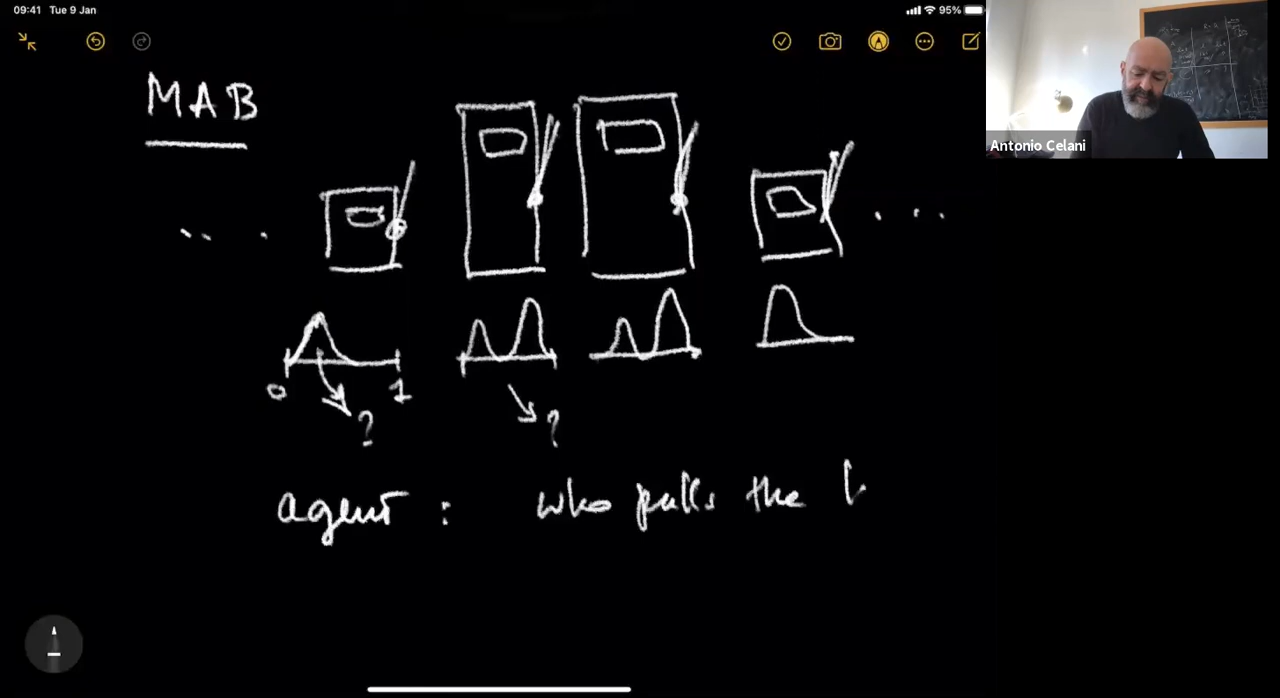 09:41 Tue 9 Jan
95%
MAB
Antonio Celani
0 1
? ?
agent : who pulls the